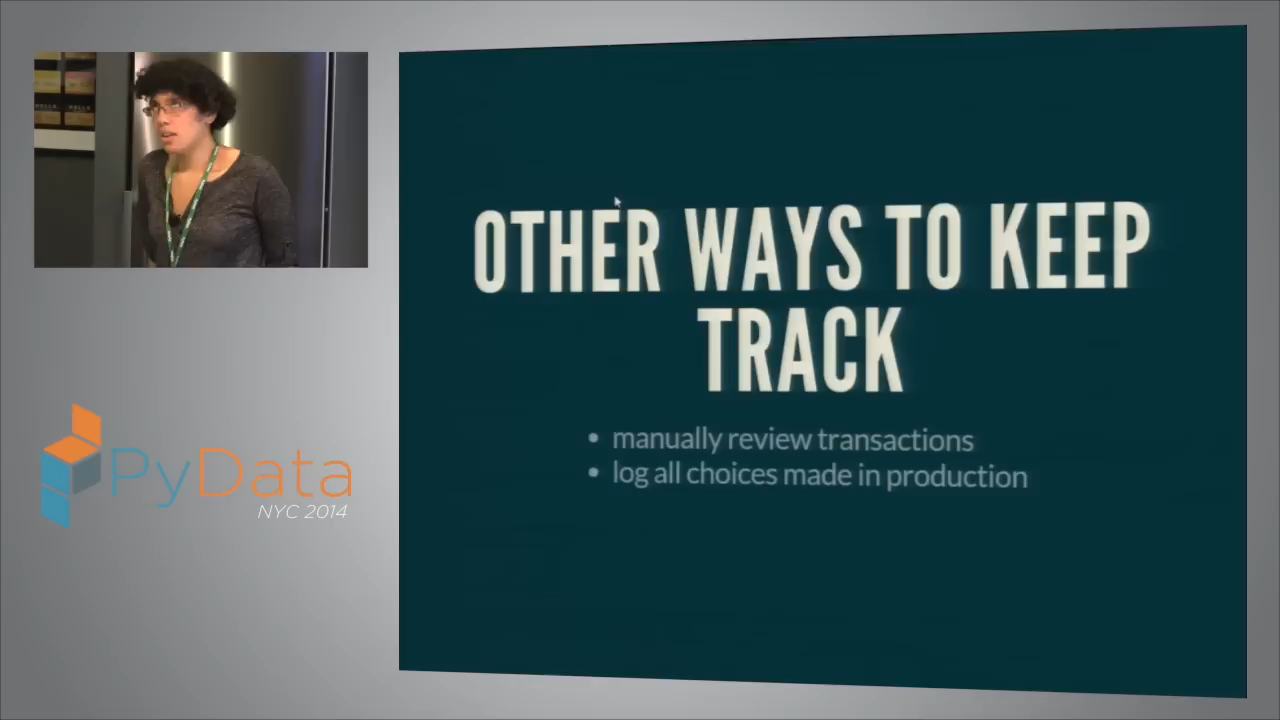 OTHER WAYS TO KEEP
TRACK
• manually review transactions
• log all choices made in production
PyData
NYC 2014